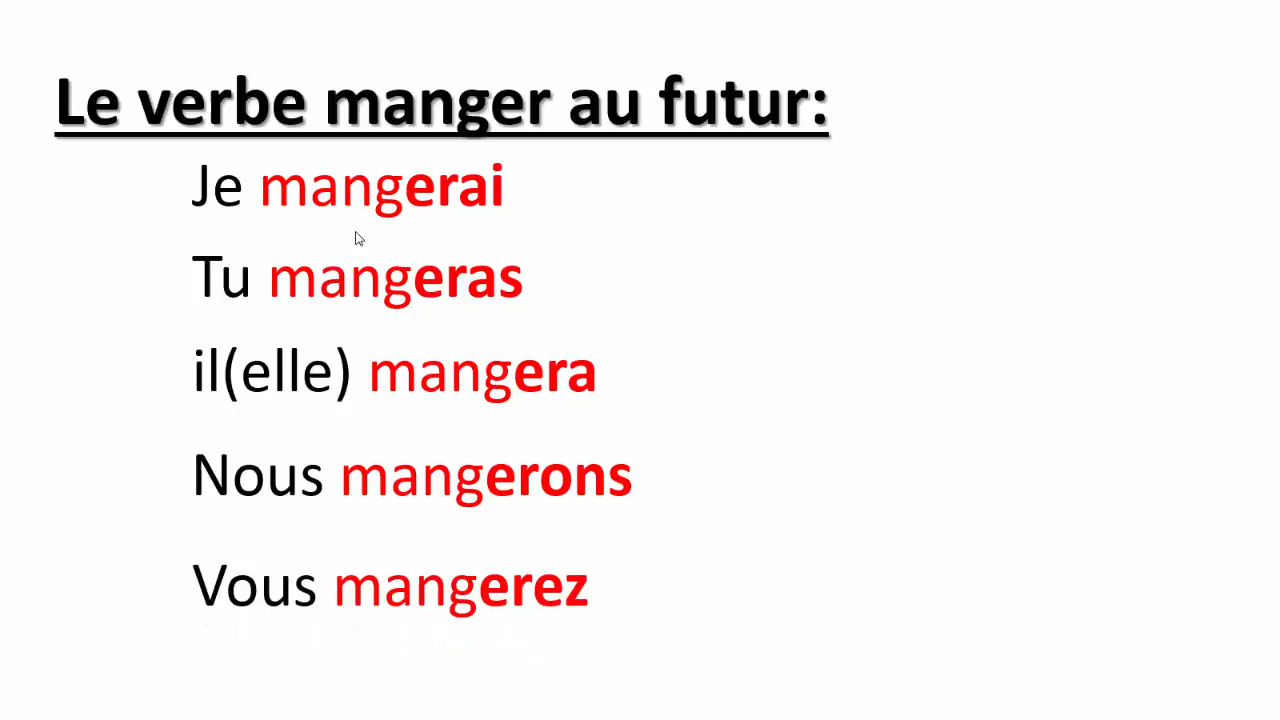 Le verbe manger au futur:
Je mangerai
Tu mangeras
il(elle) mangera
Nous mangerons
Vous mangerez